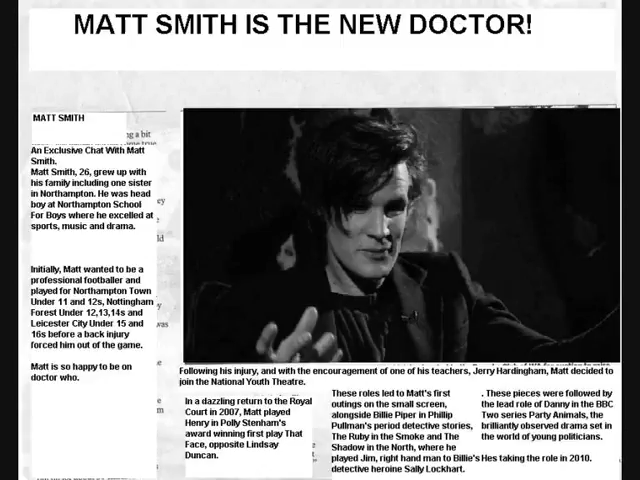 MATT SMITH IS THE NEW DOCTOR!
MATT SMITH
ng a bit
An Exclusive Chat With Matt
Smith.
Matt Smith, 26, grew up with
his family including one sister
in Northampton. He was head
boy at Northampton School
For Boys where he excelled at
sports, music and drama.
Initially, Matt wanted to be a
professional footballer and
played for Northampton Town
Under 11 and 12s, Nottingham
Forest Under 12,13,14s and
Leicester City Under 15 and
16s before a back injury
forced him out of the game.
Matt is so happy to be on
doctor who.
Following his injury, and with the encouragement of one of his teachers, Jerry Hardingham, Matt decided to
join the National Youth Theatre.
In a dazzling return to the Royal
Court in 2007, Matt played
Henry in Polly Stenham's
award winning first play That
Face, opposite Lindsay
Duncan.
These roles led to Matt's first
outings on the small screen,
alongside Billie Piper in Phillip
Pullman's period detective stories,
The Ruby in the Smoke and The
Shadow in the North, where he
played Jim, right hand man to Billie's
detective heroine Sally Lockhart.
. These pieces were followed by
the lead role of Danny in the BBC
Two series Party Animals, the
brilliantly observed drama set in
the world of young politicians.
Hes taking the role in 2010.